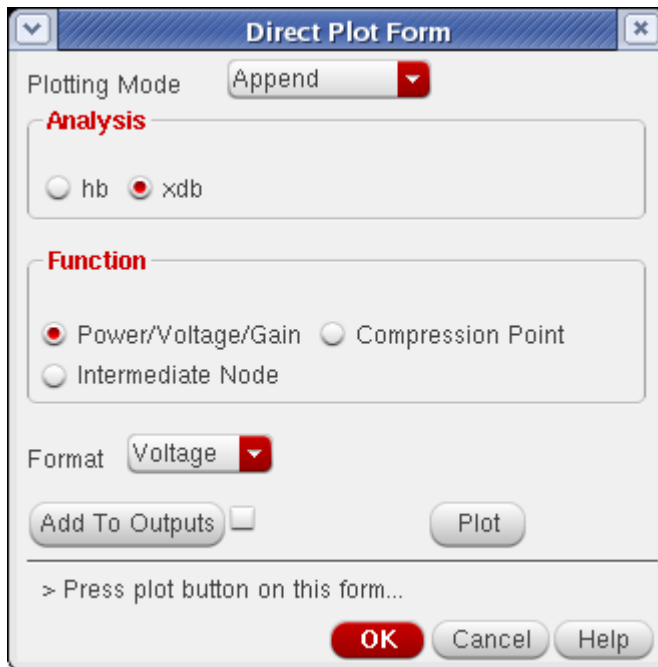 Direct Plot Form
Plotting Mode Append
Analysis
hb xdb
Function
Power/Voltage/Gain Compression Point
Intermediate Node
Format Voltage
Add To Outputs Plot
> Press plot button on this form...
OK Cancel Help